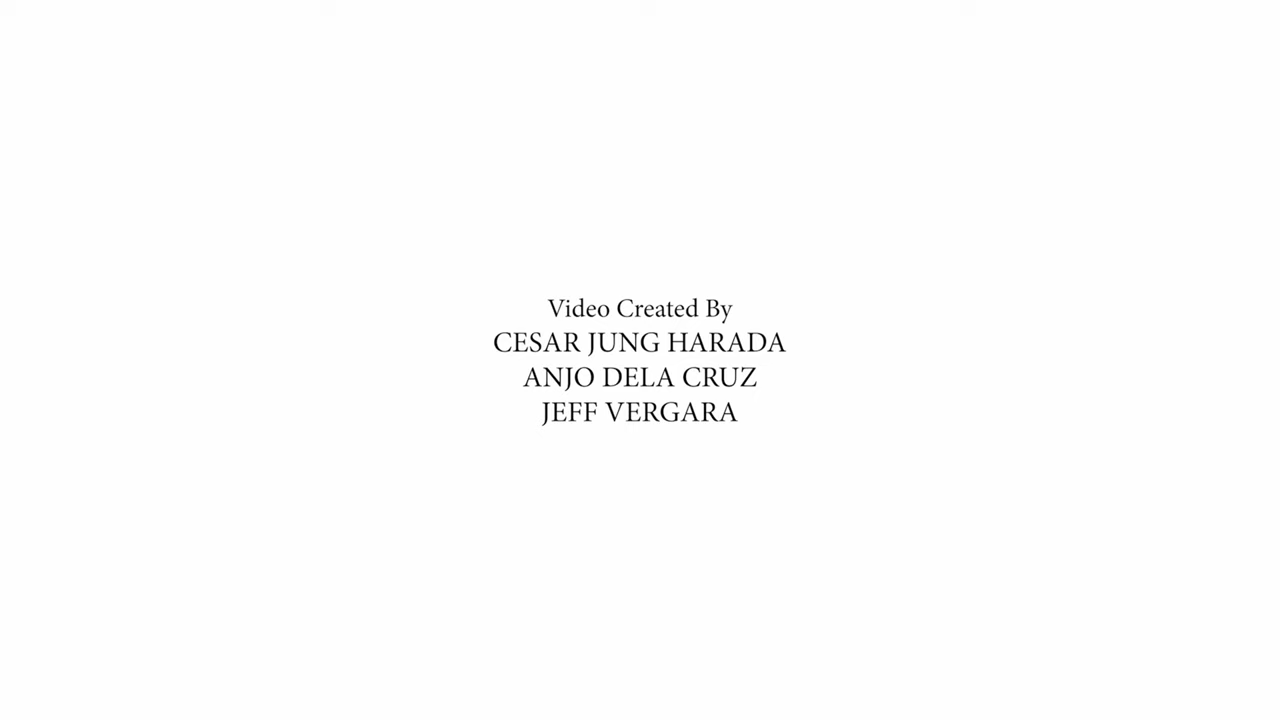 Video Created By
CESAR JUNG HARADA
ANJO DELA CRUZ
JEFF VERGARA